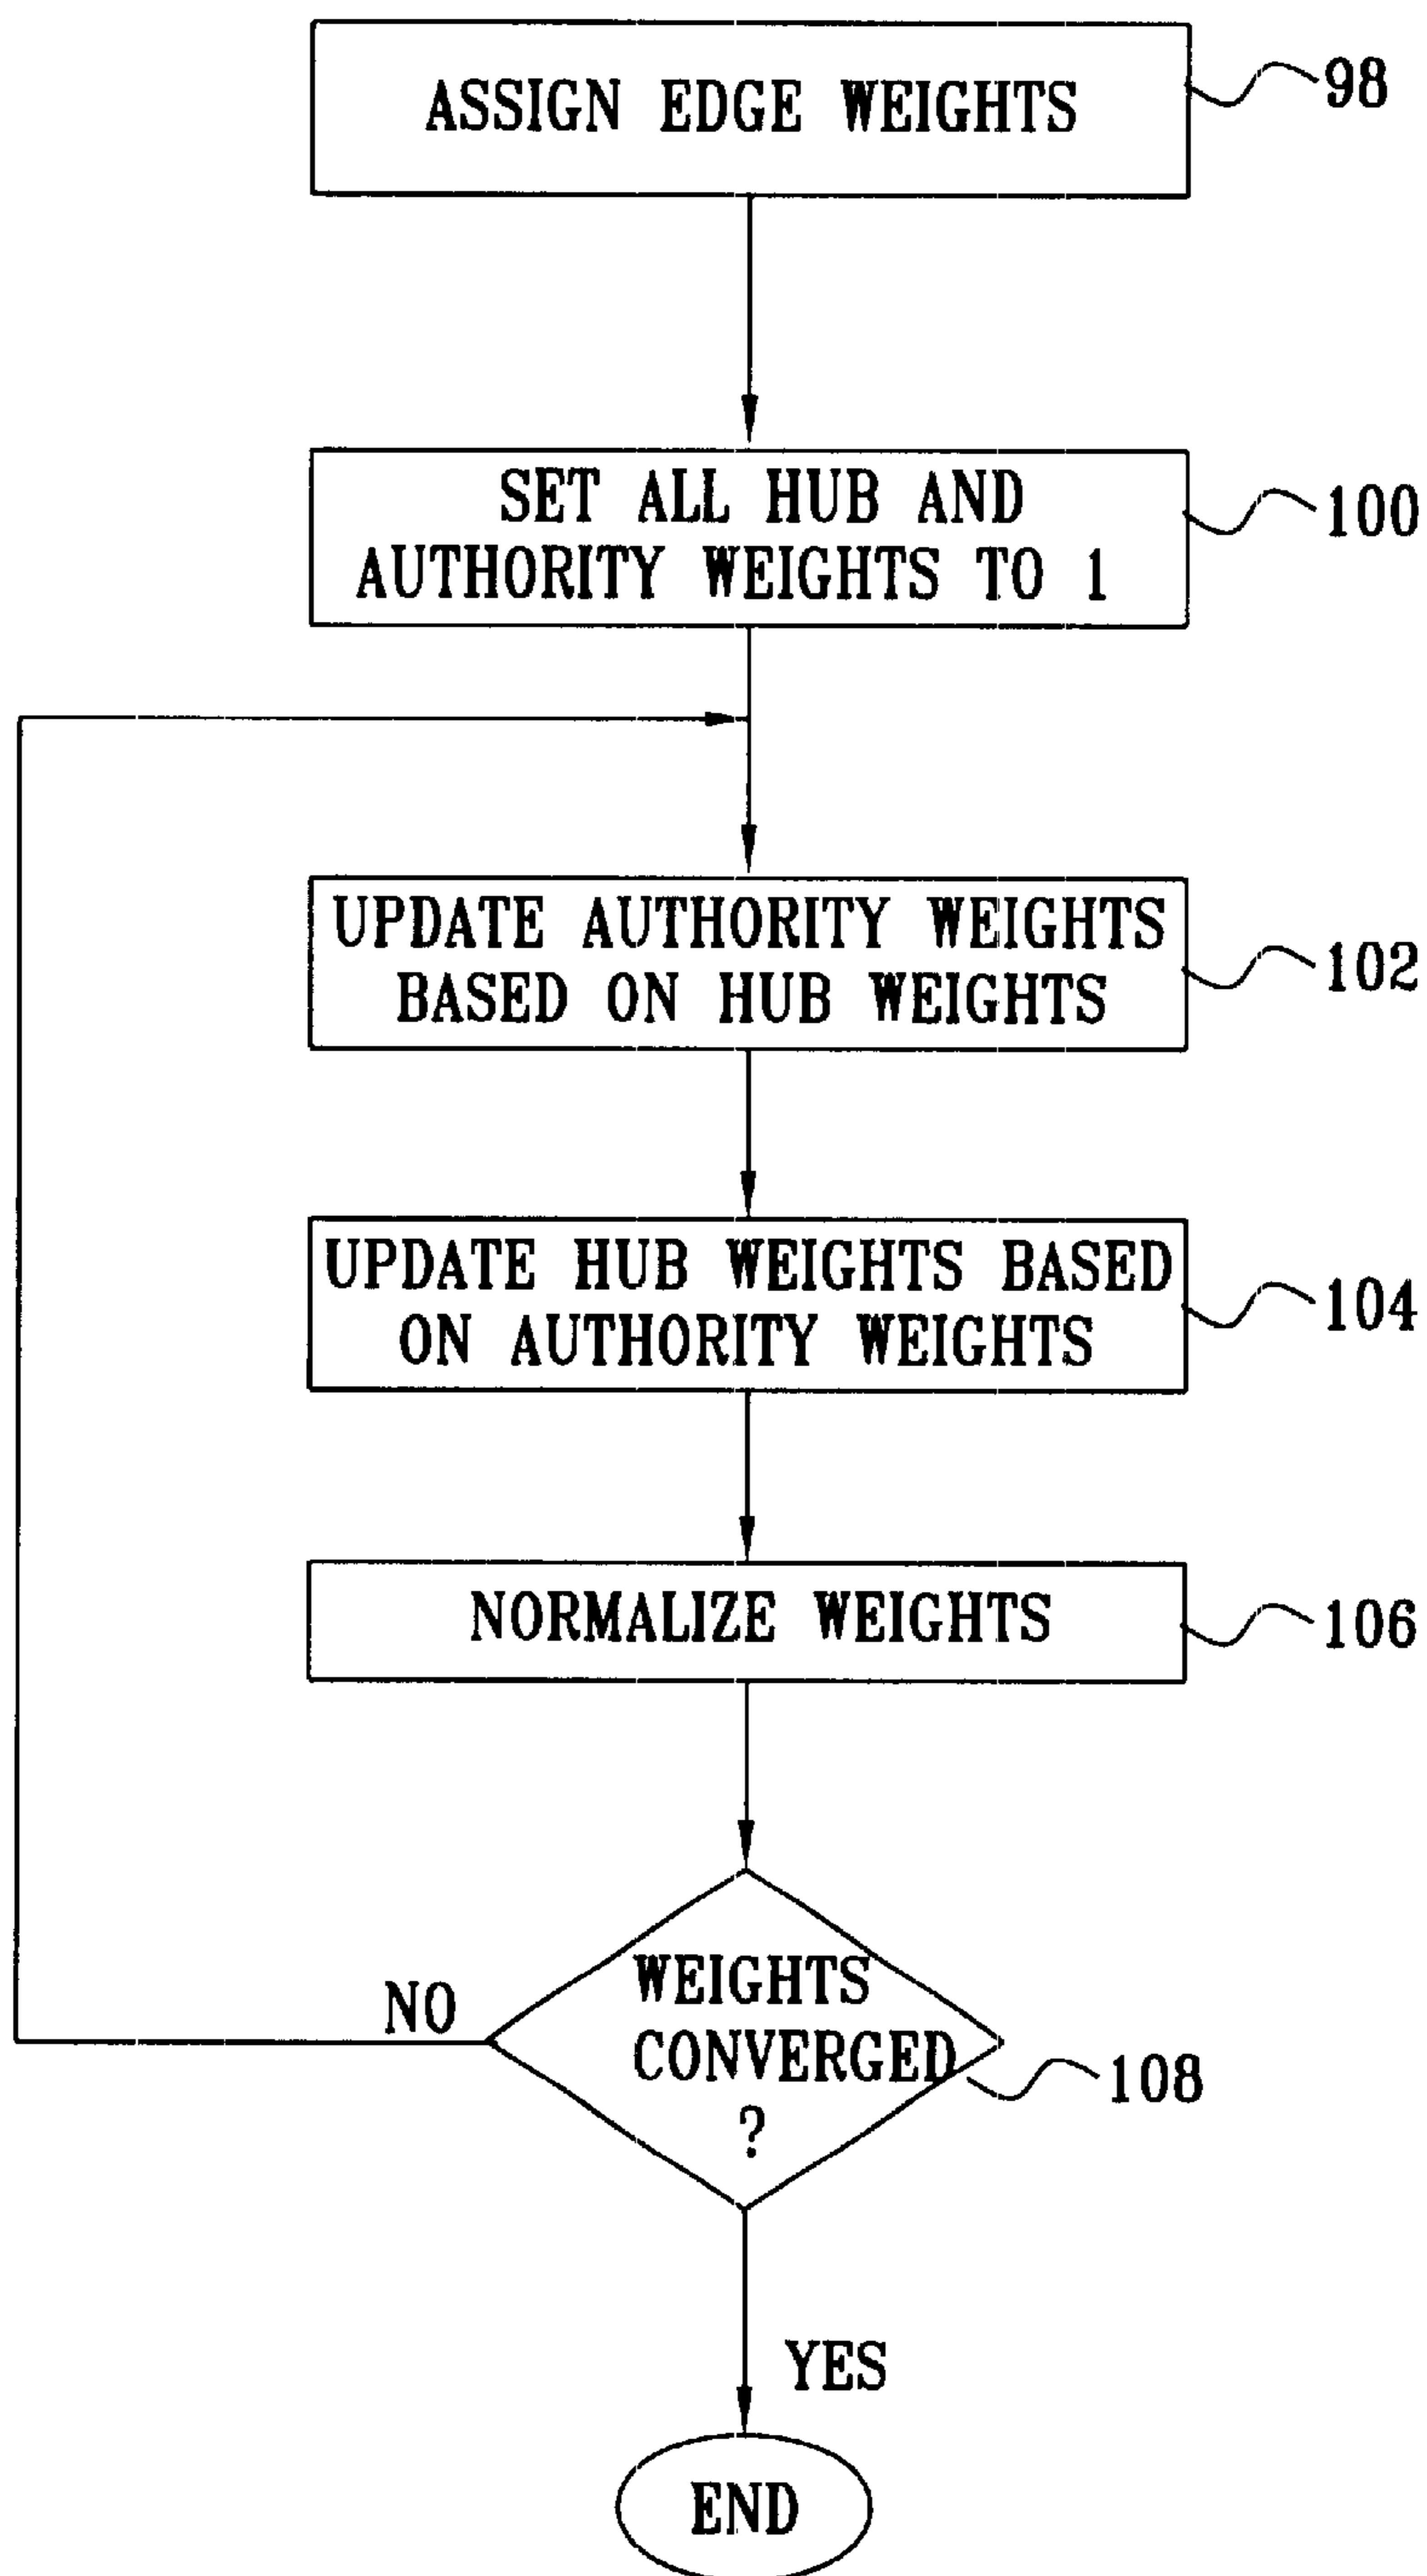 ASSIGN EDGE WEIGHTS
98
SET ALL HUB AND
AUTHORITY WEIGHTS TO 1
100
UPDATE AUTHORITY WEIGHTS
BASED ON HUB WEIGHTS
102
UPDATE HUB WEIGHTS BASED
ON AUTHORITY WEIGHTS
104
NORMALIZE WEIGHTS
106
WEIGHTS
CONVERGED
?
NO
108
YES
END